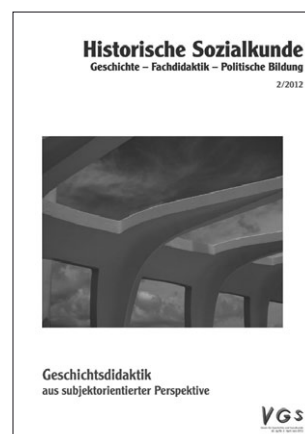 Historische Sozialkunde
Geschichte – Fachdidaktik – Politische Bildung
2/2012
Geschichtsdidaktik
aus subjektorientierter Perspektive
VGS